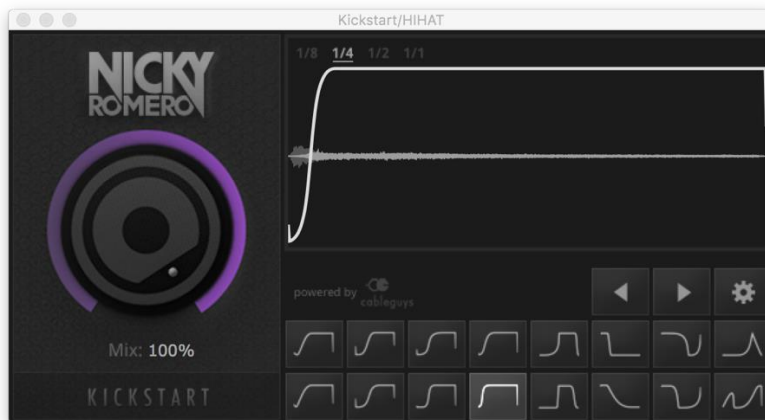 Kickstart/HIHAT
NICKY
ROMERO
1/8 1/4 1/2 1/1
powered by cableguys
Mix: 100%
KICKSTART